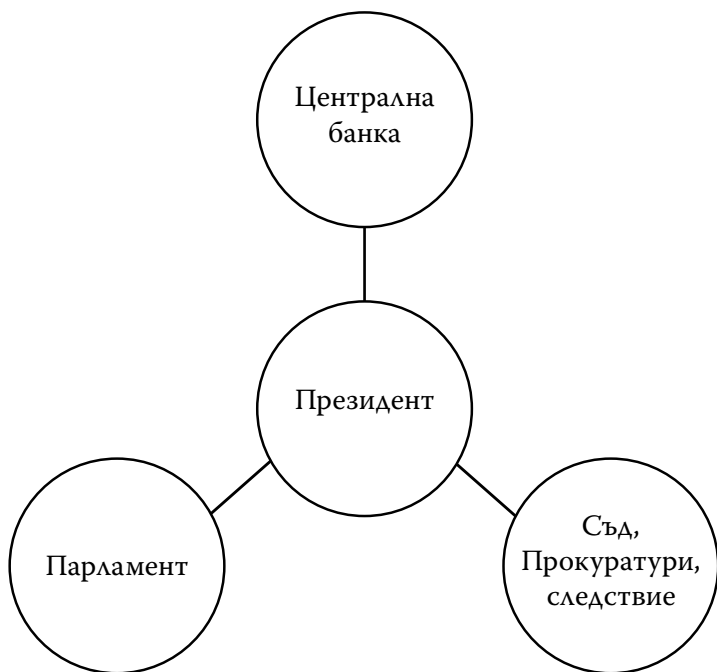 Централна
банка
Президент
Парламент
Съд,
Прокуратури,
следствие